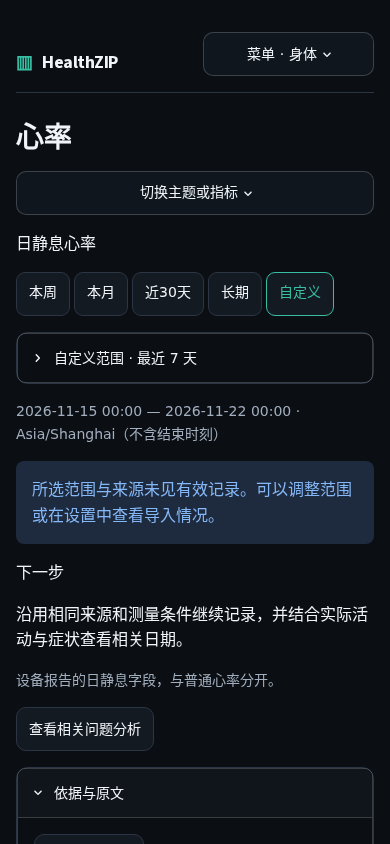 HealthZIP
菜单 · 身体
心率
切换主题或指标
日静息心率
本周
本月
近30天
长期
自定义
自定义范围 · 最近 7 天
2026-11-15 00:00 — 2026-11-22 00:00 ·
Asia/Shanghai（不含结束时刻）
所选范围与来源未见有效记录。可以调整范围
或在设置中查看导入情况。
下一步
沿用相同来源和测量条件继续记录，并结合实际活
动与症状查看相关日期。
设备报告的日静息字段，与普通心率分开。
查看相关问题分析
依据与原文